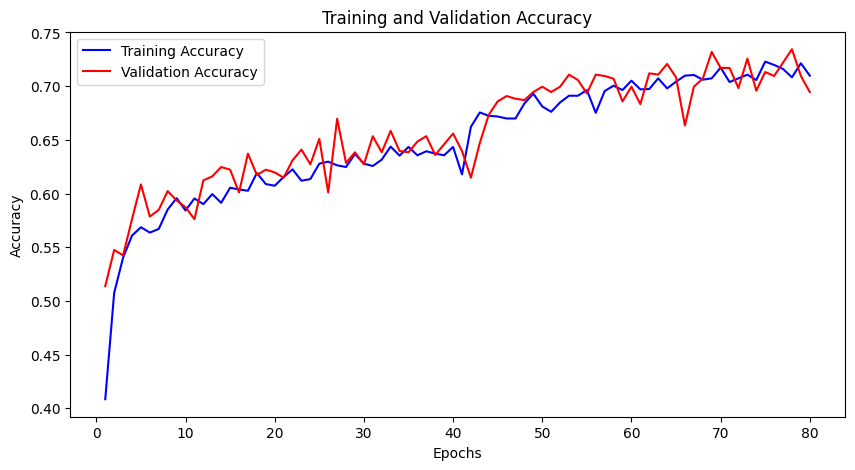 Training and Validation Accuracy
Training Accuracy
Validation Accuracy
Accuracy
0.75
0.70
0.65
0.60
0.55
0.50
0.45
0.40
0 10 20 30 40 50 60 70 80
Epochs